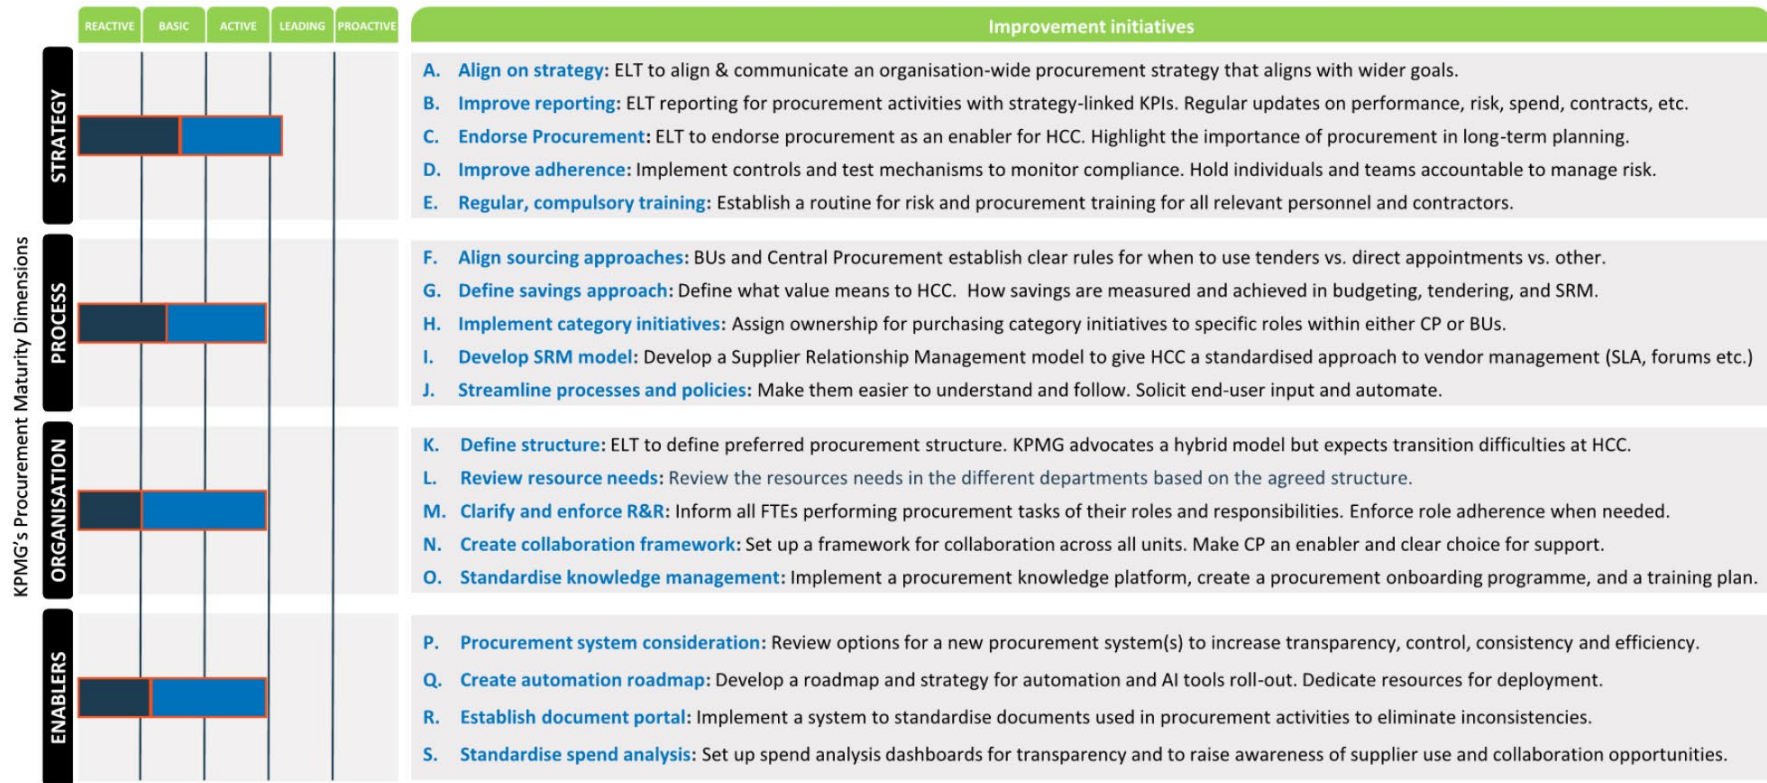 REACTIVE BASIC ACTIVE LEADING PROACTIVE Improvement initiatives
KPMG's Procurement Maturity Dimensions
STRATEGY
A. Align on strategy: ELT to align & communicate an organisation-wide procurement strategy that aligns with wider goals.
B. Improve reporting: ELT reporting for procurement activities with strategy-linked KPIs. Regular updates on performance, risk, spend, contracts, etc.
C. Endorse Procurement: ELT to endorse procurement as an enabler for HCC. Highlight the importance of procurement in long-term planning.
D. Improve adherence: Implement controls and test mechanisms to monitor compliance. Hold individuals and teams accountable to manage risk.
E. Regular, compulsory training: Establish a routine for risk and procurement training for all relevant personnel and contractors.
PROCESS
F. Align sourcing approaches: BUs and Central Procurement establish clear rules for when to use tenders vs. direct appointments vs. other.
G. Define savings approach: Define what value means to HCC. How savings are measured and achieved in budgeting, tendering, and SRM.
H. Implement category initiatives: Assign ownership for purchasing category initiatives to specific roles within either CP or BUs.
I. Develop SRM model: Develop a Supplier Relationship Management model to give HCC a standardised approach to vendor management (SLA, forums etc.)
J. Streamline processes and policies: Make them easier to understand and follow. Solicit end-user input and automate.
ORGANISATION
K. Define structure: ELT to define preferred procurement structure. KPMG advocates a hybrid model but expects transition difficulties at HCC.
L. Review resource needs: Review the resources needs in the different departments based on the agreed structure.
M. Clarify and enforce R&R: Inform all FTEs performing procurement tasks of their roles and responsibilities. Enforce role adherence when needed.
N. Create collaboration framework: Set up a framework for collaboration across all units. Make CP an enabler and clear choice for support.
O. Standardise knowledge management: Implement a procurement knowledge platform, create a procurement onboarding programme, and a training plan.
ENABLERS
P. Procurement system consideration: Review options for a new procurement system(s) to increase transparency, control, consistency and efficiency.
Q. Create automation roadmap: Develop a roadmap and strategy for automation and AI tools roll-out. Dedicate resources for deployment.
R. Establish document portal: Implement a system to standardise documents used in procurement activities to eliminate inconsistencies.
S. Standardise spend analysis: Set up spend analysis dashboards for transparency and to raise awareness of supplier use and collaboration opportunities.